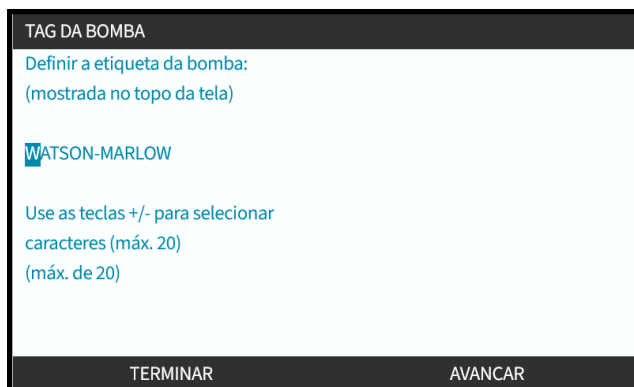 TAG DA BOMBA
Definir a etiqueta da bomba:
(mostrada no topo da tela)
WATSON-MARLOW
Use as teclas +/- para selecionar
caracteres (máx. 20)
(máx. de 20)
TERMINAR AVANCAR